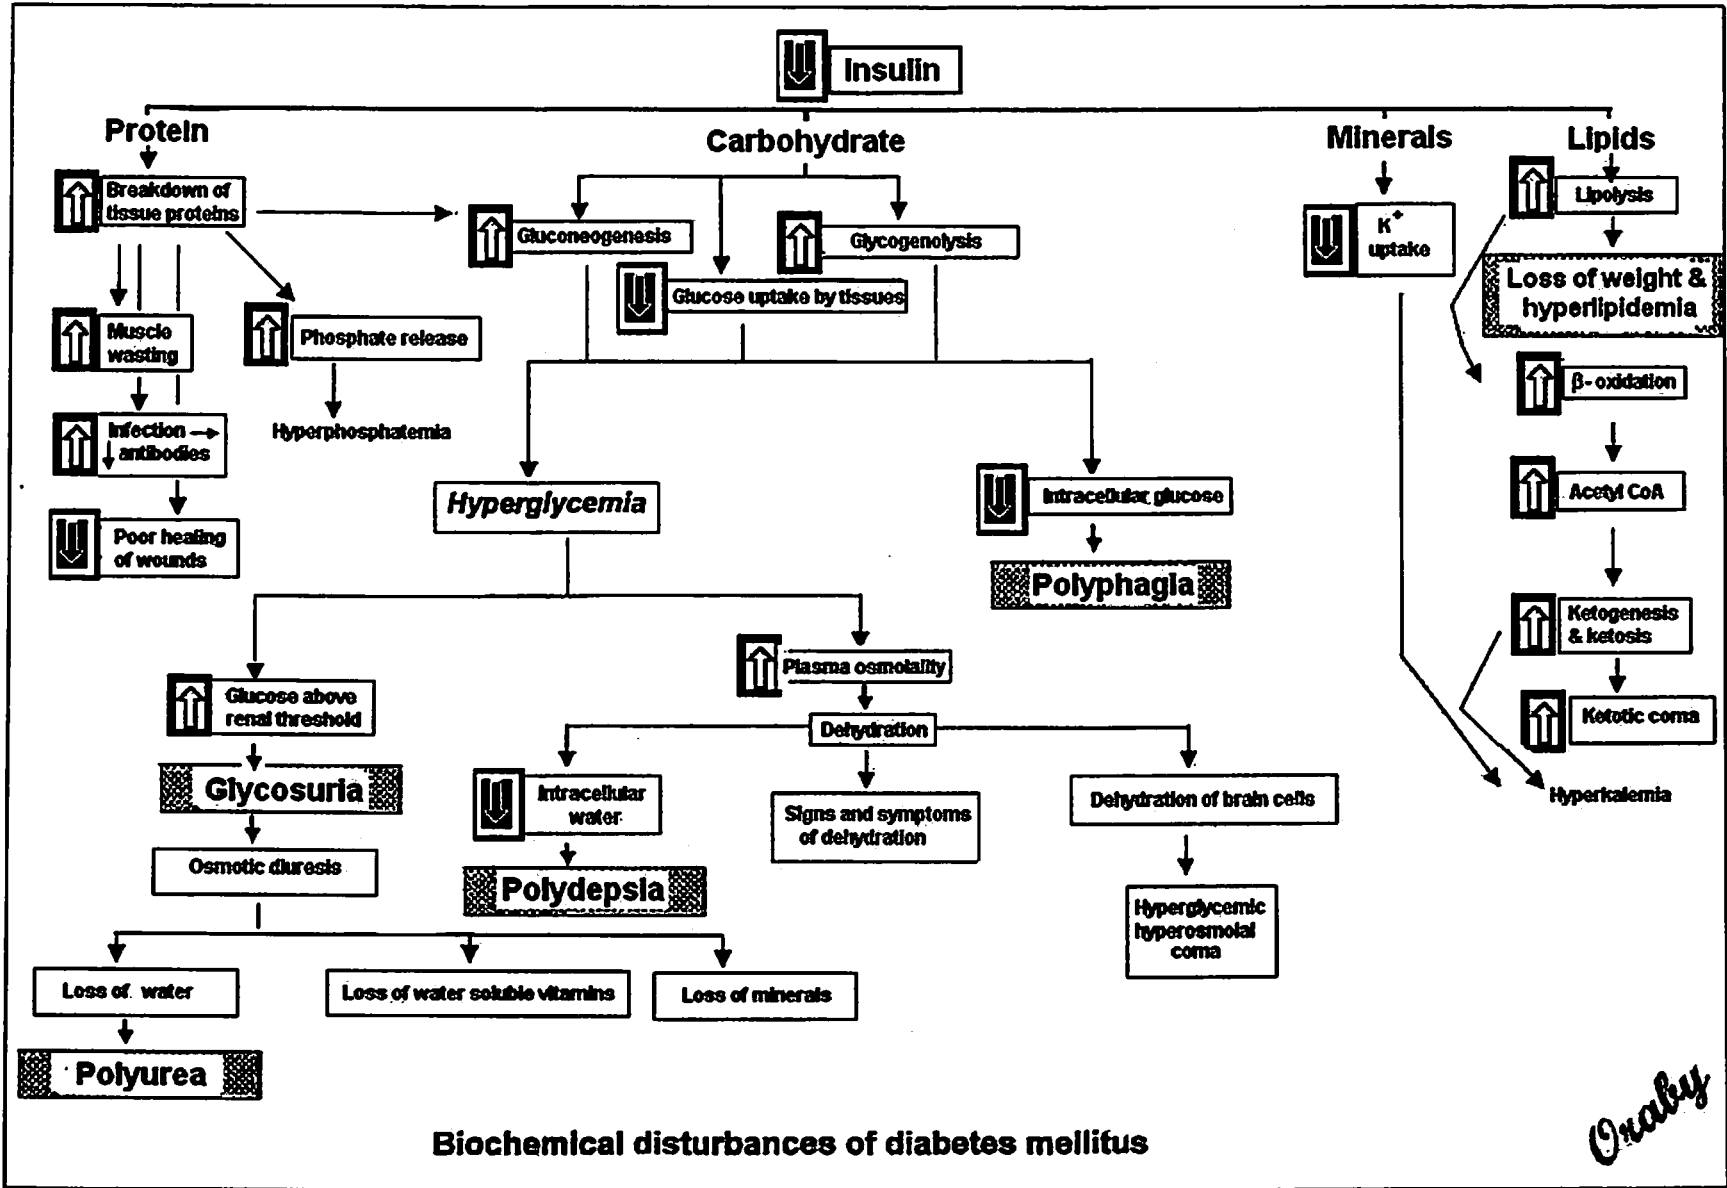 Insulin
Protein
Carbohydrate
Minerals
Lipids
Breakdown of
tissue proteins
Gluconeogenesis
Glycogenolysis
Glucose uptake by tissues
K+
uptake
Lipolysis
Loss of weight &
hyperlipidemia
Muscle
wasting
Phosphate release
β- oxidation
Infection →
↓ antibodies
Hyperphosphatemia
Hyperglycemia
Intracellular glucose
Acetyl CoA
Poor healing
of wounds
Polyphagia
Ketogenesis
& ketosis
Plasma osmolality
Glucose above
renal threshold
Dehydration
Ketotic coma
Glycosuria
Intracellular
water
Signs and symptoms
of dehydration
Dehydration of brain cells
Hyperkalemia
Osmotic diuresis
Polydepsia
Hyperglycemic
hyperosmolal
coma
Loss of water
Loss of water soluble vitamins
Loss of minerals
Polyurea
Biochemical disturbances of diabetes mellitus
Oraby